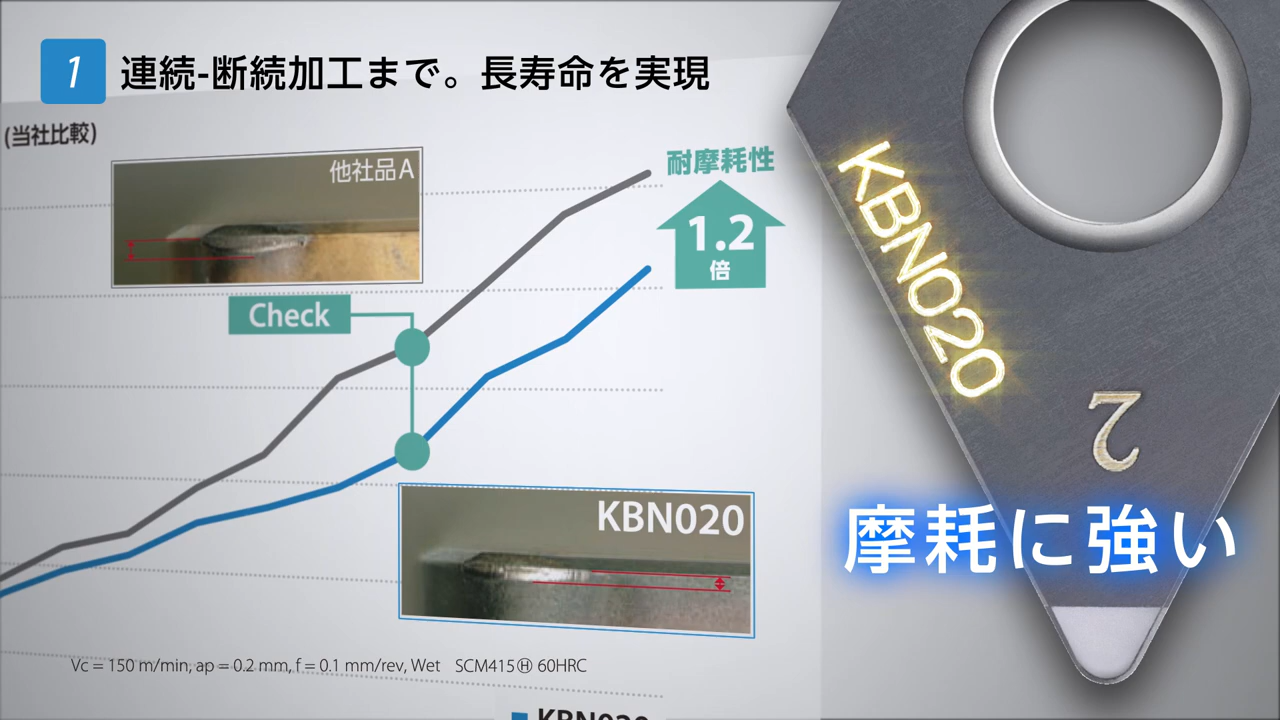 1 連続-断続加工まで。長寿命を実現
(当社比較)
他社品A
耐摩耗性
1.2
倍
Check
KBN020
KBN020
2
摩耗に強い
Vc = 150 m/min, ap = 0.2 mm, f = 0.1 mm/rev, Wet SCM415Ⓗ 60HRC
KBN020